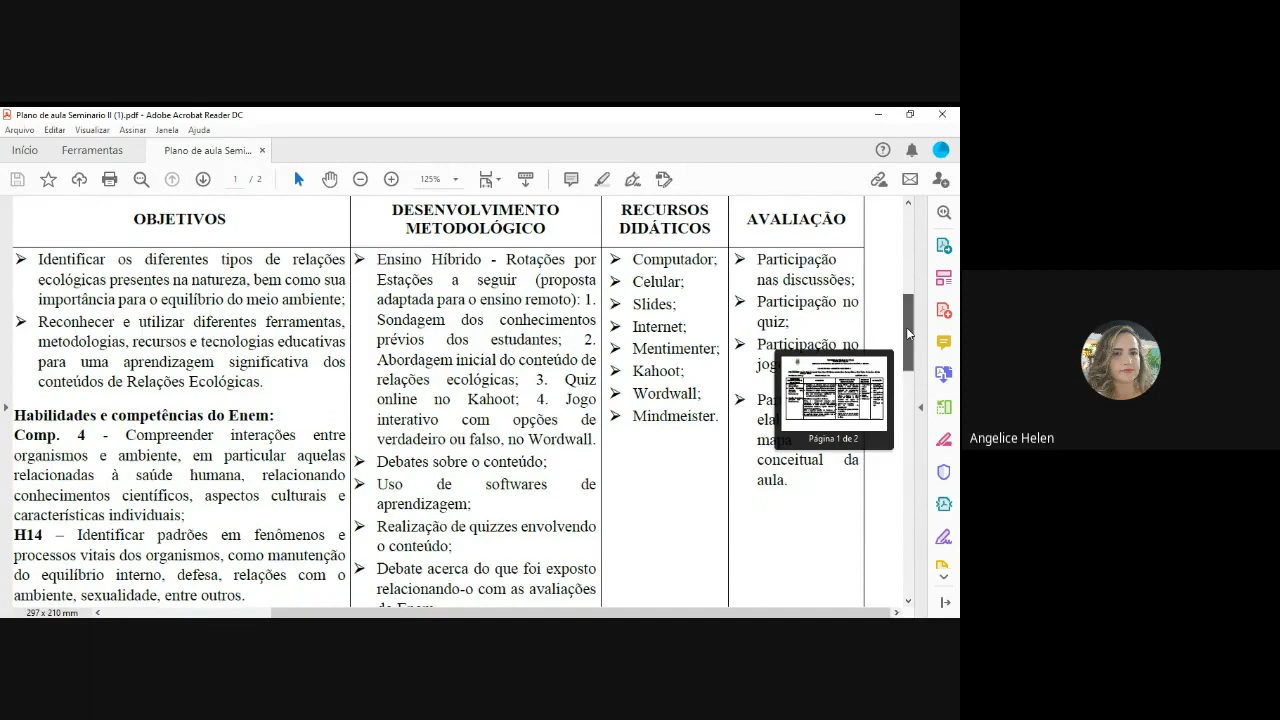 Plano de aula Seminario II (1).pdf - Adobe Acrobat Reader DC
Arquivo Editar Visualizar Assinar Janela Ajuda
Início Ferramentas Plano de aula Semi... ×
1 / 2 125%
OBJETIVOS
Identificar os diferentes tipos de relações
ecológicas presentes na natureza, bem como sua
importância para o equilíbrio do meio ambiente;
Reconhecer e utilizar diferentes ferramentas,
metodologias, recursos e tecnologias educativas
para uma aprendizagem significativa dos
conteúdos de Relações Ecológicas.
Habilidades e competências do Enem:
Comp. 4 - Compreender interações entre
organismos e ambiente, em particular aquelas
relacionadas à saúde humana, relacionando
conhecimentos científicos, aspectos culturais e
características individuais;
H14 – Identificar padrões em fenômenos e
processos vitais dos organismos, como manutenção
do equilíbrio interno, defesa, relações com o
ambiente, sexualidade, entre outros.
DESENVOLVIMENTO
METODOLÓGICO
Ensino Híbrido - Rotações por
Estações a seguir (proposta
adaptada para o ensino remoto): 1.
Sondagem dos conhecimentos
prévios dos estudantes; 2.
Abordagem inicial do conteúdo de
relações ecológicas; 3. Quiz
online no Kahoot; 4. Jogo
interativo com opções de
verdadeiro ou falso, no Wordwall.
Debates sobre o conteúdo;
Uso de softwares de
aprendizagem;
Realização de quizzes envolvendo
o conteúdo;
Debate acerca do que foi exposto
relacionando-o com as avaliações
RECURSOS
DIDÁTICOS
Computador;
Celular;
Slides;
Internet;
Mentimenter;
Kahoot;
Wordwall;
Mindmeister.
AVALIAÇÃO
Participação
nas discussões;
Participação no
quiz;
Participação no
mapa
conceitual da
aula.
Página 1 de 2
297 x 210 mm
Angelice Helen